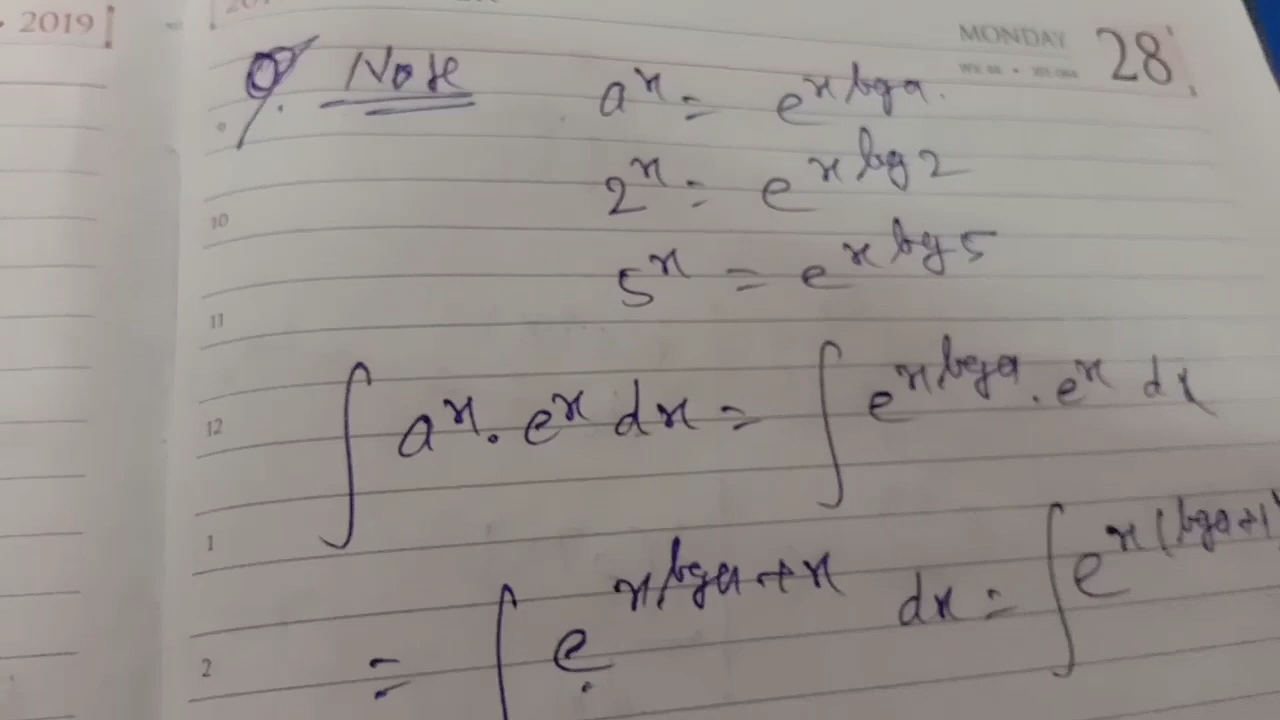 2019
MONDAY 28
Note a^x = e^{x log a}.
2^x = e^{x log 2}
10
5^x = e^{x log 5}
11
12 ∫ a^x . e^x dx = ∫ e^{x log a} . e^x dx
1
2 = ∫ e^{x log a + x} dx = ∫ e^{x(log a+1)}